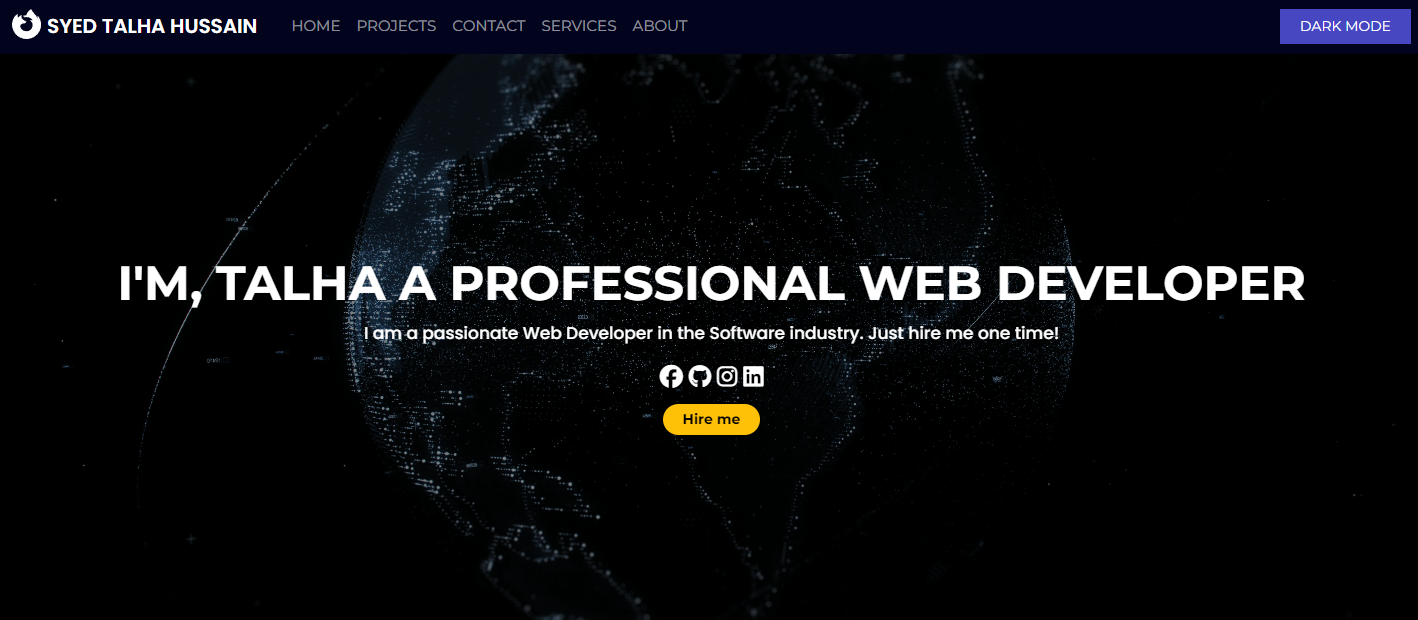 SYED TALHA HUSSAIN HOME PROJECTS CONTACT SERVICES ABOUT DARK MODE
I'M, TALHA A PROFESSIONAL WEB DEVELOPER
I am a passionate Web Developer in the Software industry. Just hire me one time!
Hire me